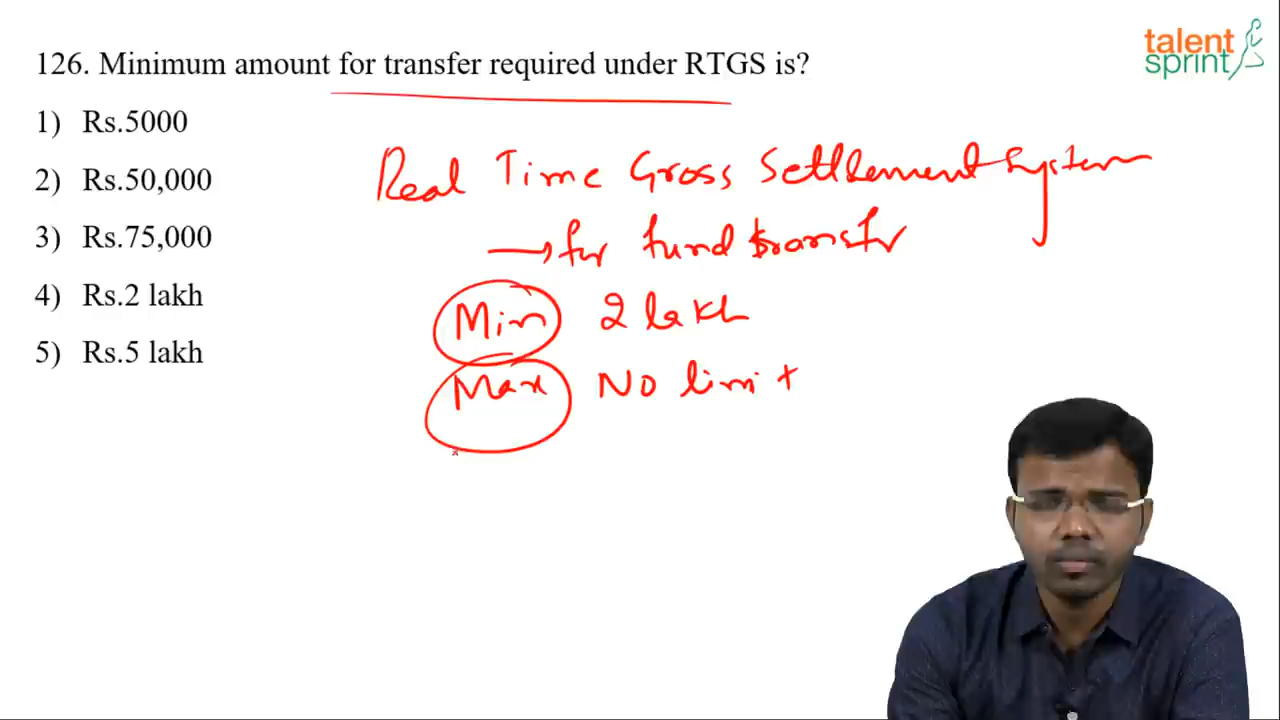 talent
sprint
126. Minimum amount for transfer required under RTGS is?
1) Rs.5000
2) Rs.50,000
3) Rs.75,000
4) Rs.2 lakh
5) Rs.5 lakh
Real Time Gross Settlement System
→ for fund transfer
Min 2 lakh
Max No limit